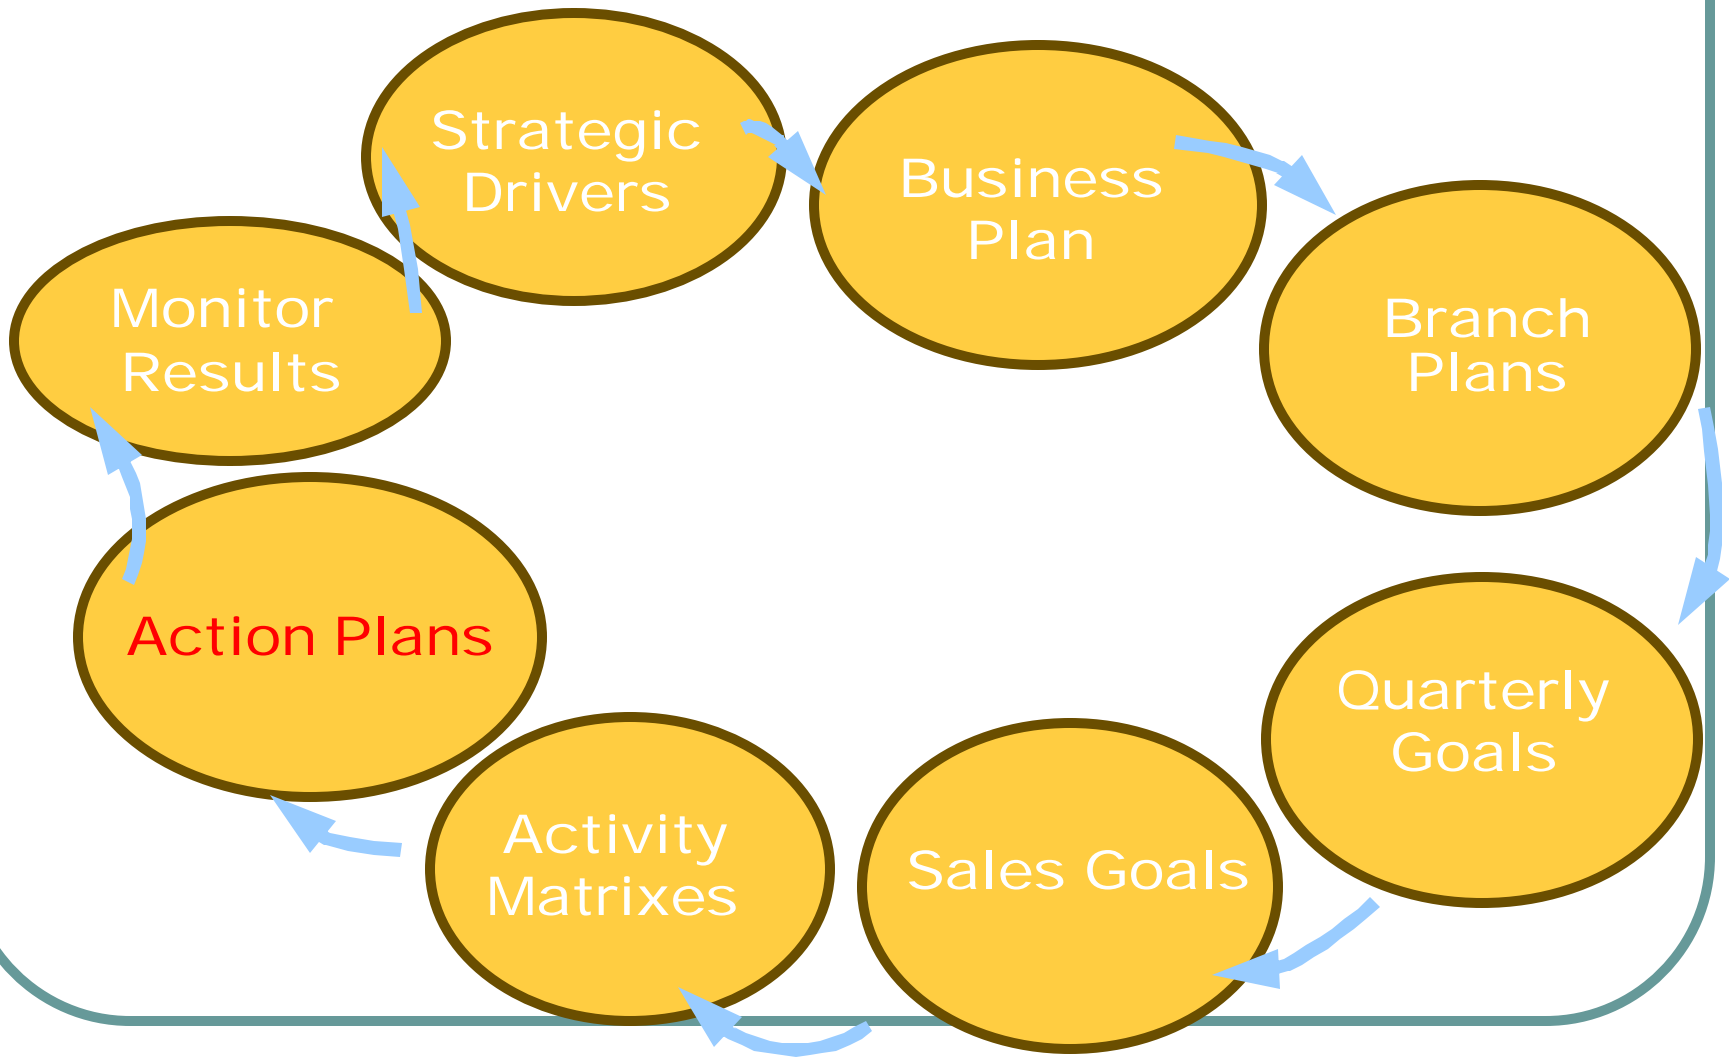 Strategic
Drivers
Business
Plan
Branch
Plans
Quarterly
Goals
Sales Goals
Activity
Matrixes
Action Plans
Monitor
Results